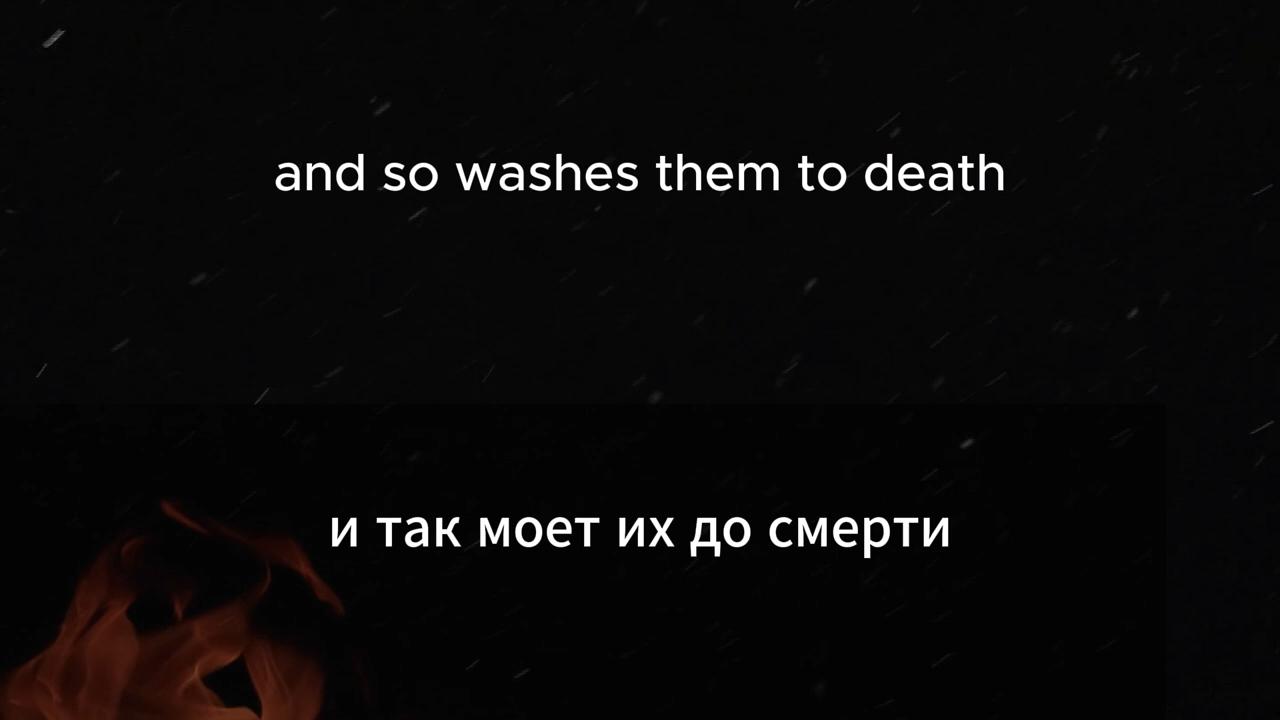 and so washes them to death
и так моет их до смерти